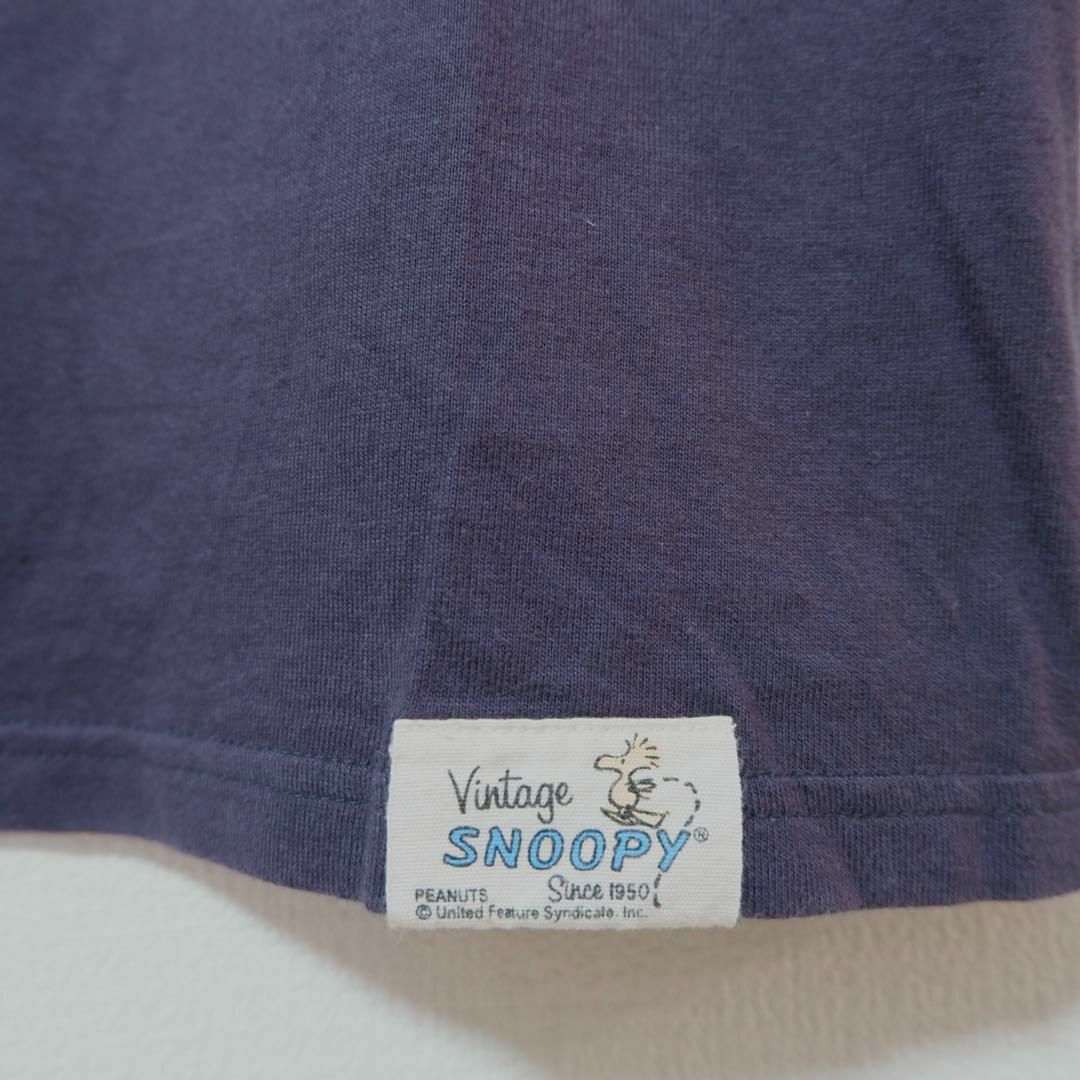 Vintage
SNOOPY®
Since 1950
PEANUTS
© United Feature Syndicate. Inc.